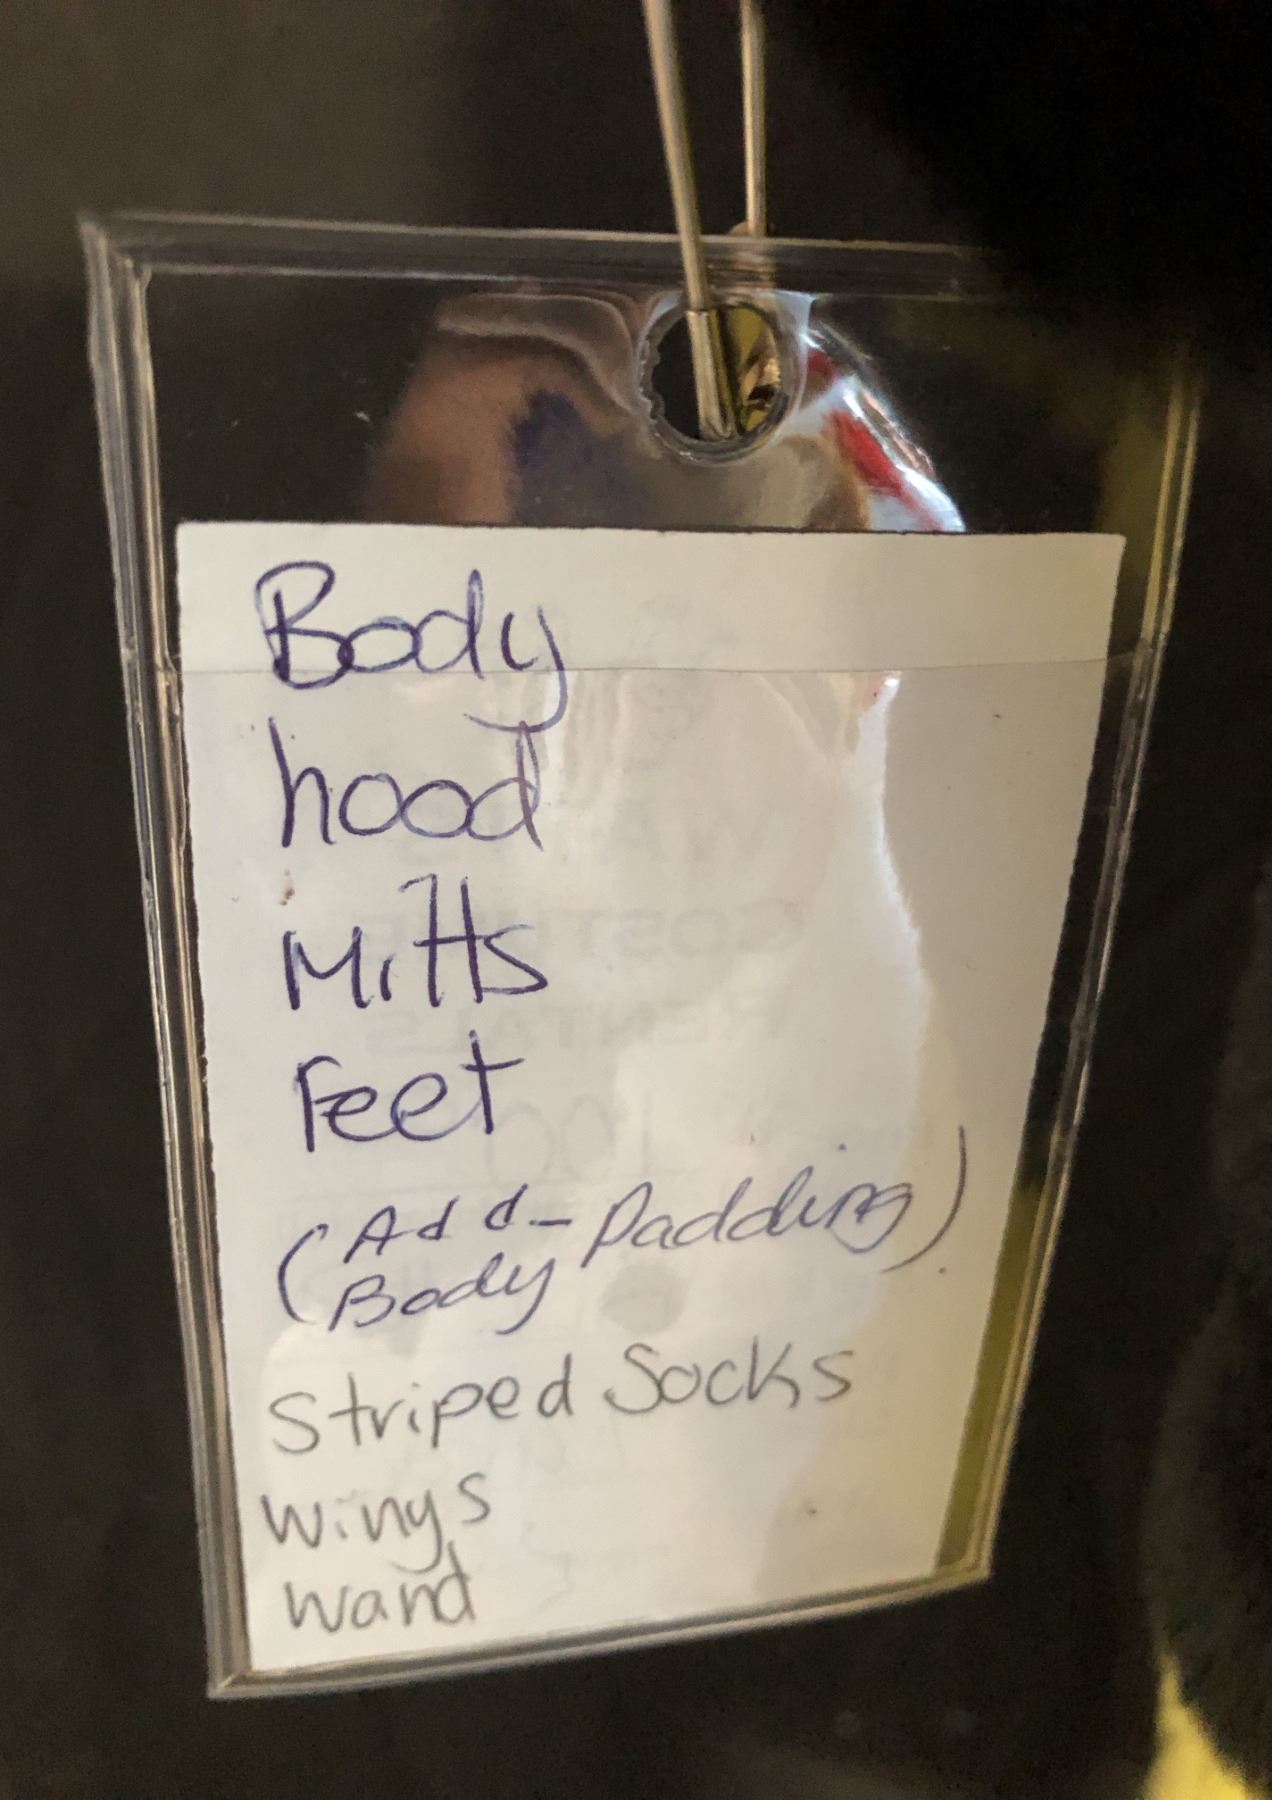 Body
hood
Mitts
Feet
(Add - Padding)
Body
Striped Socks
Wings
Wand